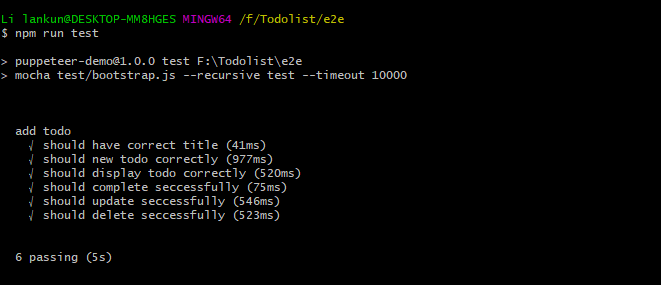 Li lankun@DESKTOP-MM8HGES MINGW64 /f/Todolist/e2e
$ npm run test
> puppeteer-demo@1.0.0 test F:\Todolist\e2e
> mocha test/bootstrap.js --recursive test --timeout 10000
add todo
√ should have correct title (41ms)
√ should new todo correctly (977ms)
√ should display todo correctly (520ms)
√ should complete seccessfully (75ms)
√ should update seccessfully (546ms)
√ should delete seccessfully (523ms)
6 passing (5s)